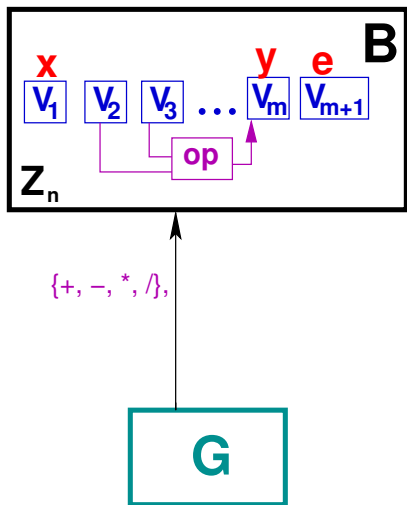 B
x y e
V1 V2 V3 ... Vm Vm+1
op
Zn
{+, −, *, /},
G